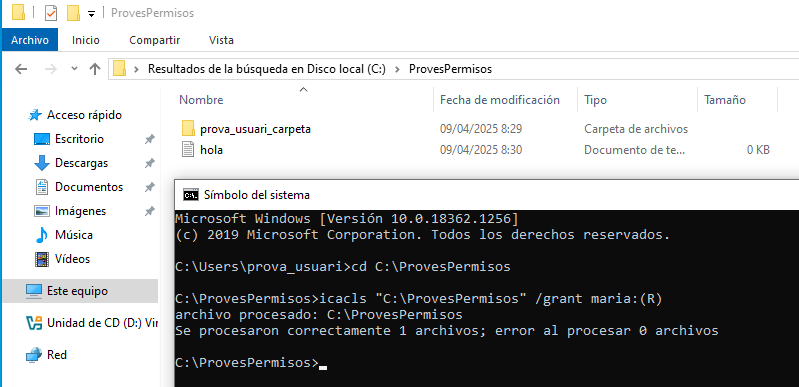 ProvesPermisos
Archivo Inicio Compartir Vista
Resultados de la búsqueda en Disco local (C:) > ProvesPermisos
Nombre Fecha de modificación Tipo Tamaño
Acceso rápido
Escritorio
Descargas
Documentos
Imágenes
Música
Vídeos
Este equipo
Unidad de CD (D:) Vir
Red
prova_usuari_carpeta 09/04/2025 8:29 Carpeta de archivos
hola 09/04/2025 8:30 Documento de te... 0 KB
Símbolo del sistema
Microsoft Windows [Versión 10.0.18362.1256]
(c) 2019 Microsoft Corporation. Todos los derechos reservados.
C:\Users\prova_usuari>cd C:\ProvesPermisos
C:\ProvesPermisos>icacls "C:\ProvesPermisos" /grant maria:(R)
archivo procesado: C:\ProvesPermisos
Se procesaron correctamente 1 archivos; error al procesar 0 archivos
C:\ProvesPermisos>